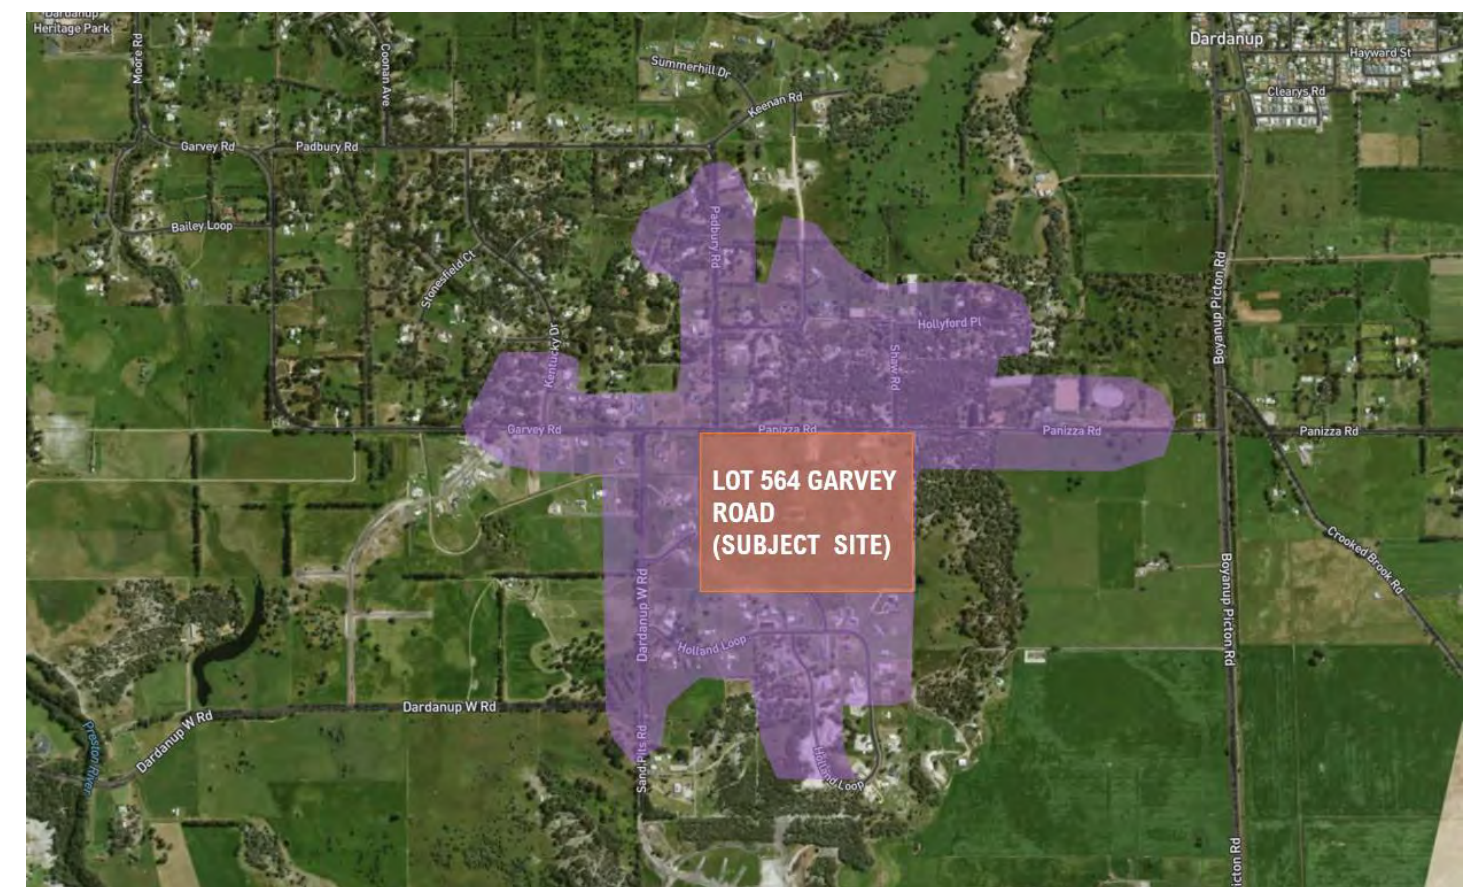 Dardanup
Heritage Park
Moore Rd
Coonan Ave
Summerhill Dr
Keenan Rd
Dardanup
Hayward St
Clearys Rd
Garvey Rd
Padbury Rd
Bailey Loop
Stonesfield Ct
Padbury Rd
Boyanup Picton Rd
Hollyford Pl
Kentucky Dr
Shaw Rd
Garvey Rd
Panizza Rd
Panizza Rd
Panizza Rd
LOT 564 GARVEY
ROAD
(SUBJECT SITE)
Crooked Brook Rd
Dardanup W Rd
Boyanup Picton Rd
Holland Loop
Dardanup W Rd
Dardanup W Rd
Preston River
Sand Pits Rd
Holland Loop
icton Rd